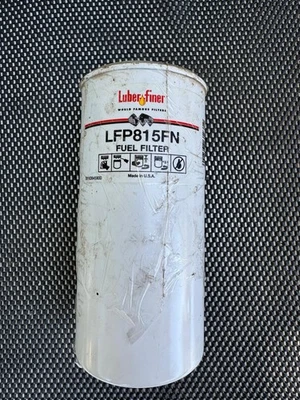 Luber finer
WORLD FAMOUS FILTERS
LFP815FN
FUEL FILTER
Made in U.S.A.